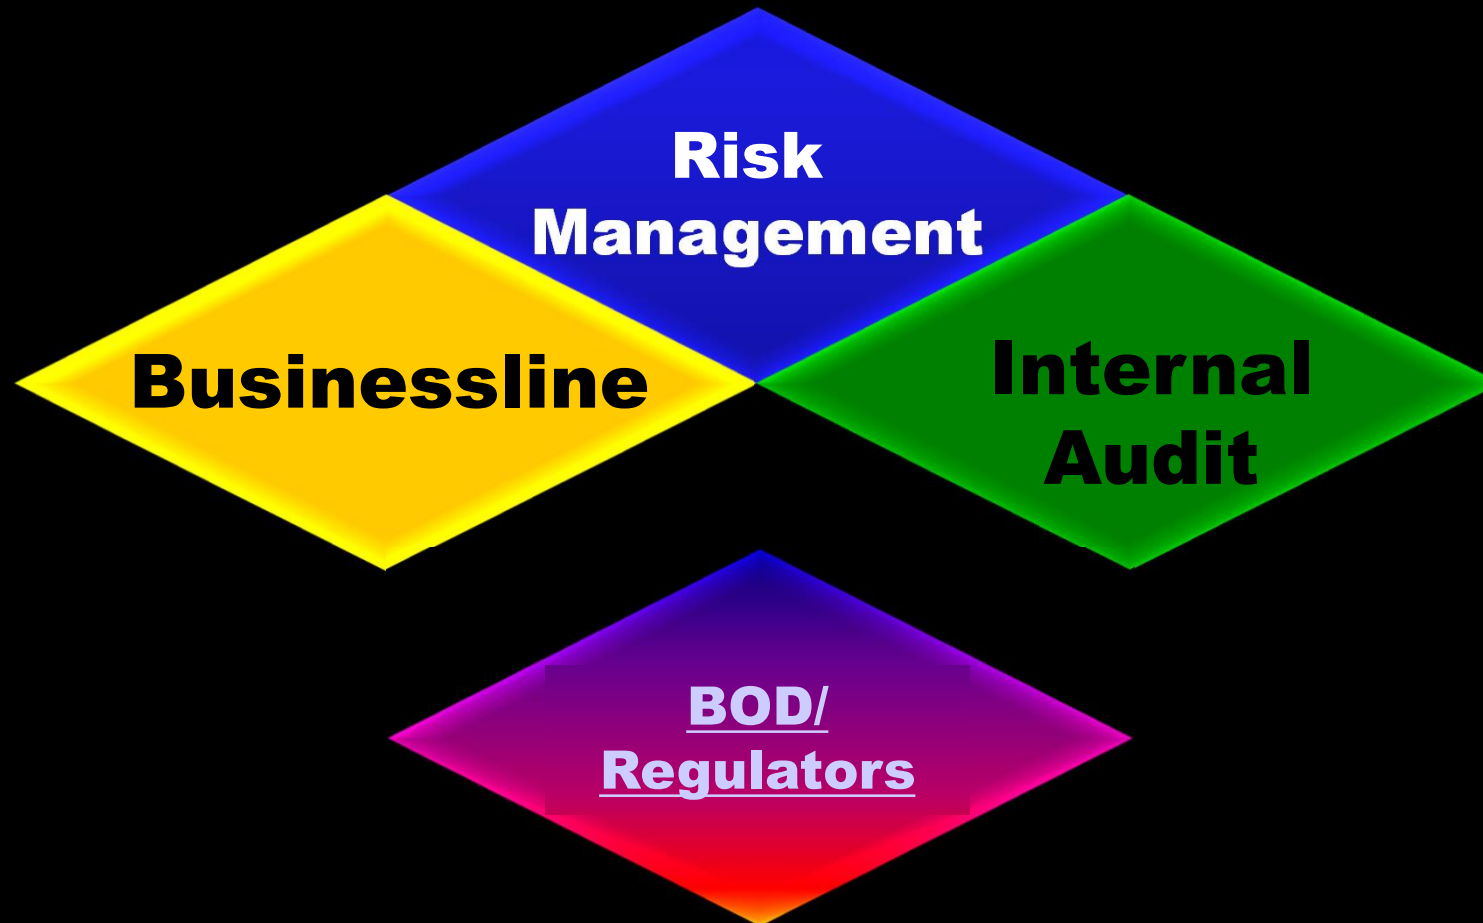 Risk
Management
Businessline
Internal
Audit
BOD/
Regulators